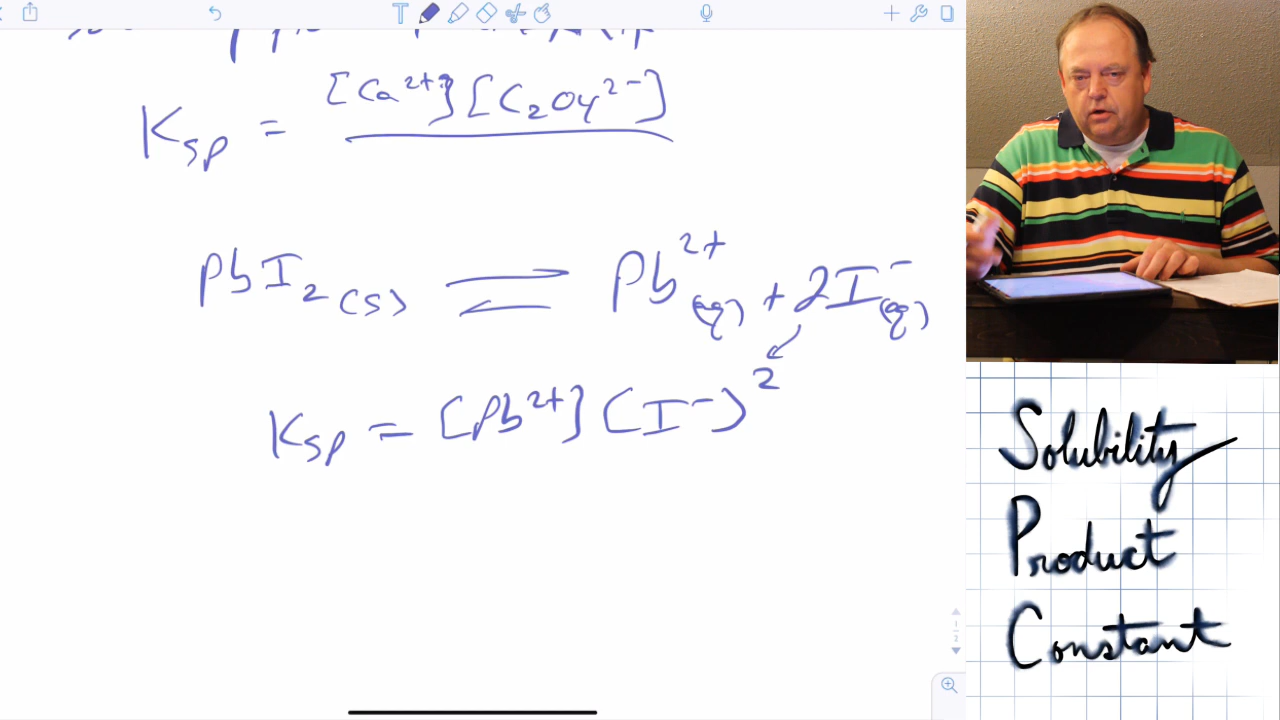 Ksp = [Ca²⁺][C₂O₄²⁻]
PbI₂(s) ⇌ Pb²⁺(aq) + 2I⁻(aq)
Ksp = [Pb²⁺](I⁻)²
Solubility
Product
Constant